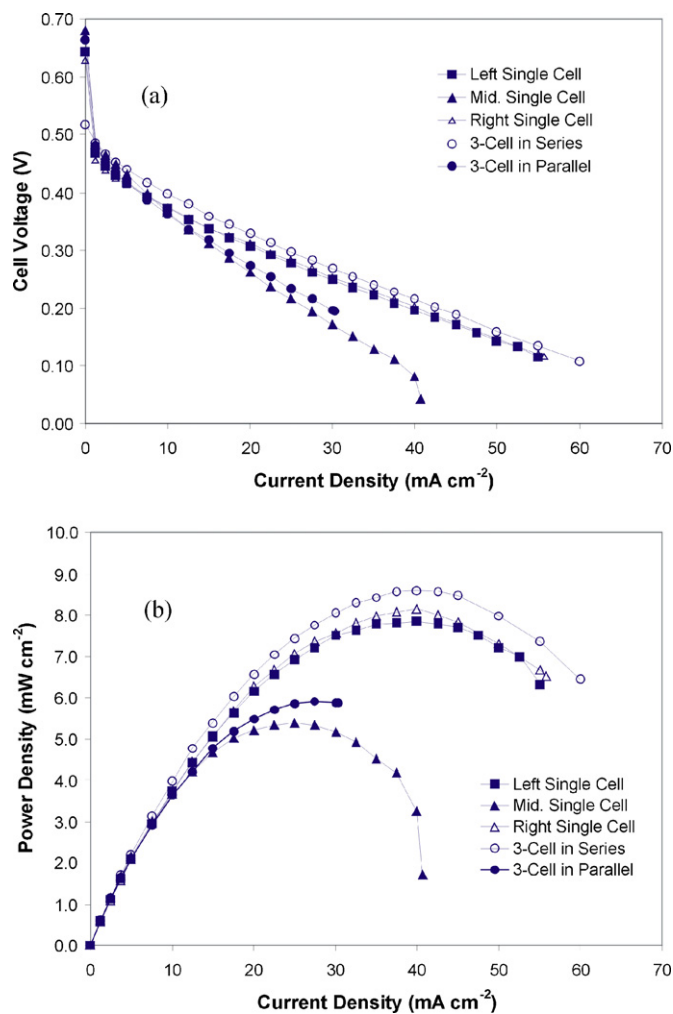 0.70
0.60
0.50
0.40
0.30
0.20
0.10
0.00
Cell Voltage (V)
(a)
Left Single Cell
Mid. Single Cell
Right Single Cell
3-Cell in Series
3-Cell in Parallel
0 10 20 30 40 50 60 70
Current Density (mA cm⁻²)
10.0
9.0
8.0
7.0
6.0
5.0
4.0
3.0
2.0
1.0
0.0
Power Density (mW cm⁻²)
(b)
Left Single Cell
Mid. Single Cell
Right Single Cell
3-Cell in Series
3-Cell in Parallel
0 10 20 30 40 50 60 70
Current Density (mA cm⁻²)